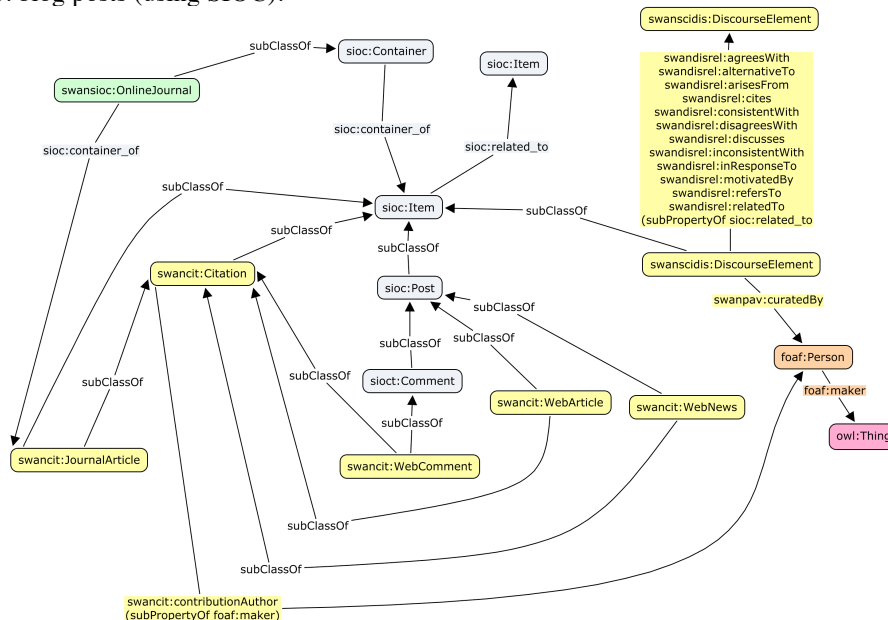 (using SIOC).
swanscidis:DiscourseElement
subClassOf
sioc:Container
sioc:Item
swandisrel:agreesWith
swandisrel:alternativeTo
swandisrel:arisesFrom
swandisrel:cites
swandisrel:consistentWith
swandisrel:disagreesWith
swandisrel:discusses
swandisrel:inconsistentWith
swandisrel:inResponseTo
swandisrel:motivatedBy
swandisrel:refersTo
swandisrel:relatedTo
(subPropertyOf sioc:related_to
swansioc:OnlineJournal
sioc:container_of
sioc:container_of
sioc:related_to
subClassOf
sioc:Item
subClassOf
subClassOf
subClassOf
swancit:Citation
swanscidis:DiscourseElement
sioc:Post
swanpav:curatedBy
subClassOf
subClassOf
subClassOf
foaf:Person
subClassOf
subClassOf
sioct:Comment
foaf:maker
swancit:WebArticle
swancit:WebNews
subClassOf
owl:Thing
swancit:JournalArticle
swancit:WebComment
subClassOf
subClassOf
swancit:contributionAuthor
(subPropertyOf foaf:maker)